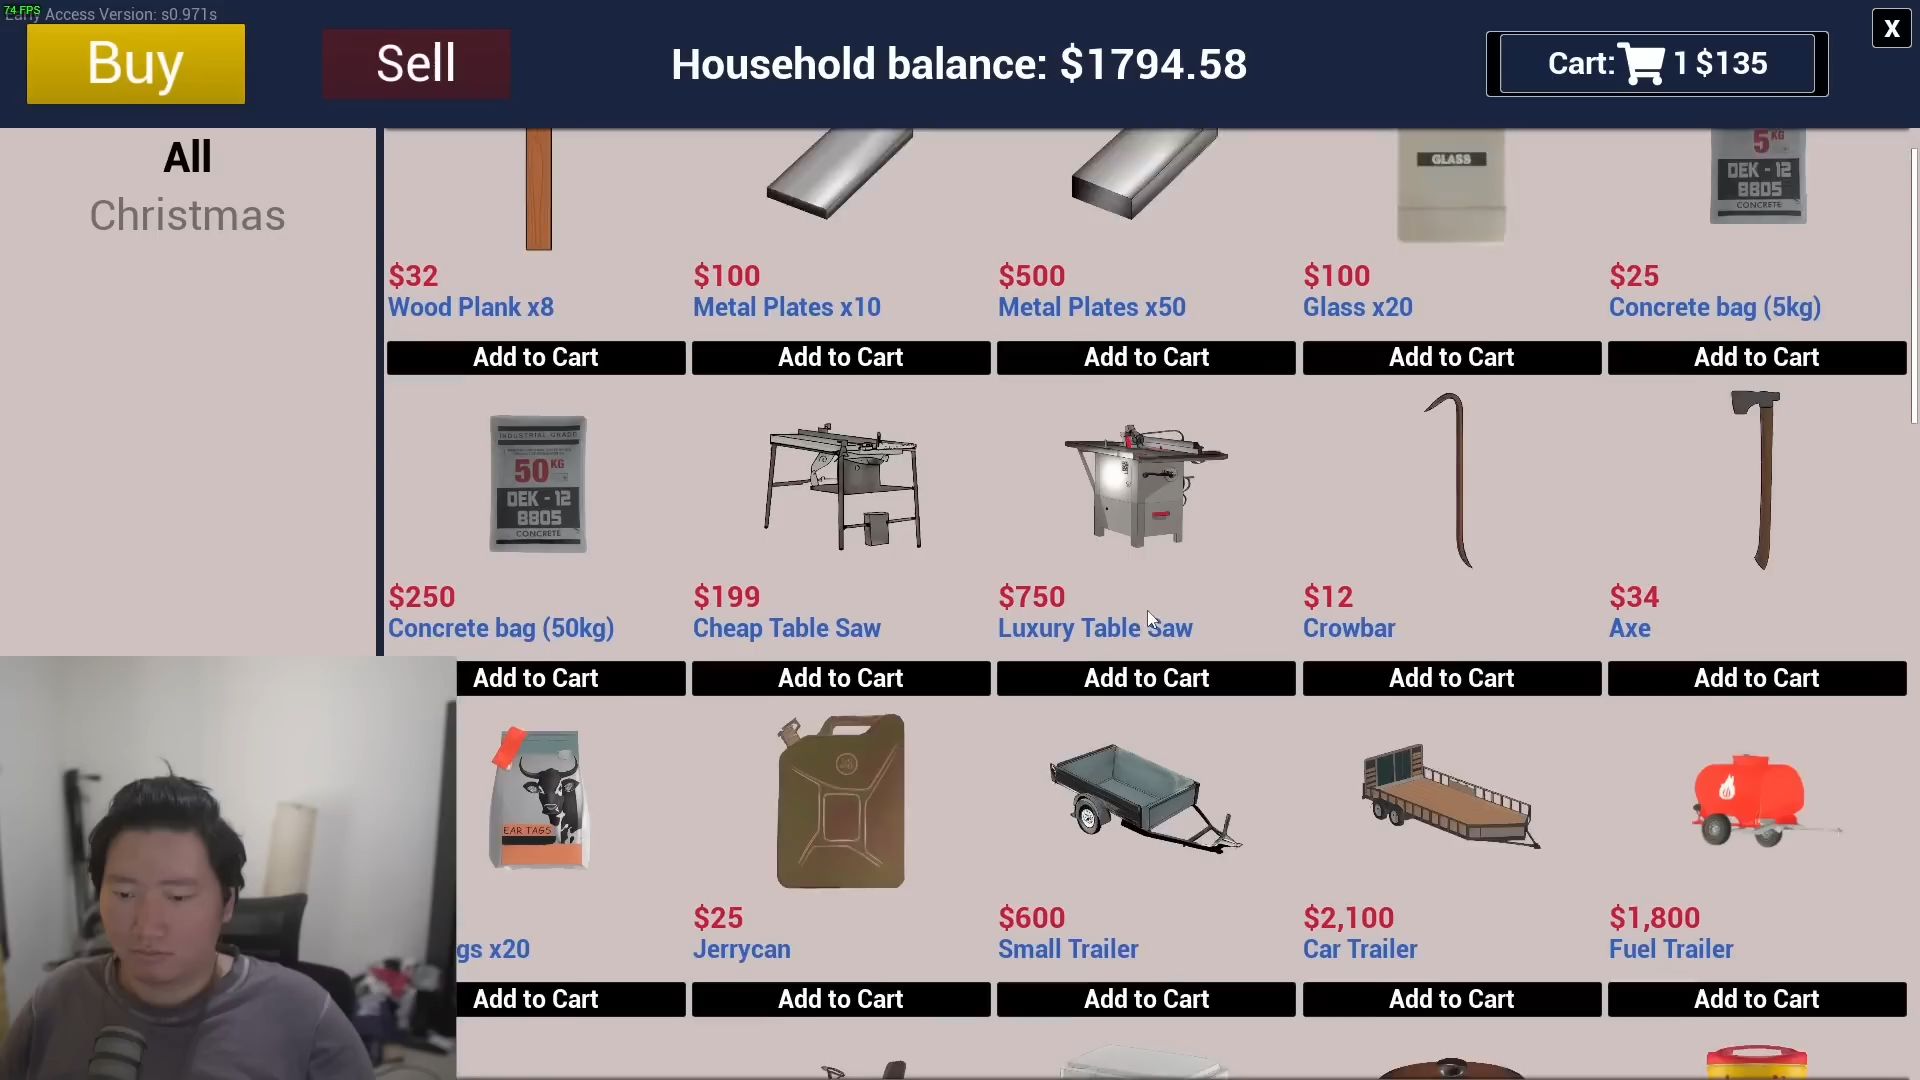 Early Access Version: s0.971s
74 FPS
Buy
Sell
Household balance: $1794.58
Cart: 1 $135
X
All
Christmas
GLASS
5 KG
DEK - 12
8805
CONCRETE
$32
Wood Plank x8
Add to Cart
$100
Metal Plates x10
Add to Cart
$500
Metal Plates x50
Add to Cart
$100
Glass x20
Add to Cart
$25
Concrete bag (5kg)
Add to Cart
INDUSTRIAL GRADE
50 KG
DEK - 12
8805
CONCRETE
$250
Concrete bag (50kg)
Add to Cart
$199
Cheap Table Saw
Add to Cart
$750
Luxury Table Saw
Add to Cart
$12
Crowbar
Add to Cart
$34
Axe
Add to Cart
EAR TAGS
gs x20
Add to Cart
$25
Jerrycan
Add to Cart
$600
Small Trailer
Add to Cart
$2,100
Car Trailer
Add to Cart
$1,800
Fuel Trailer
Add to Cart